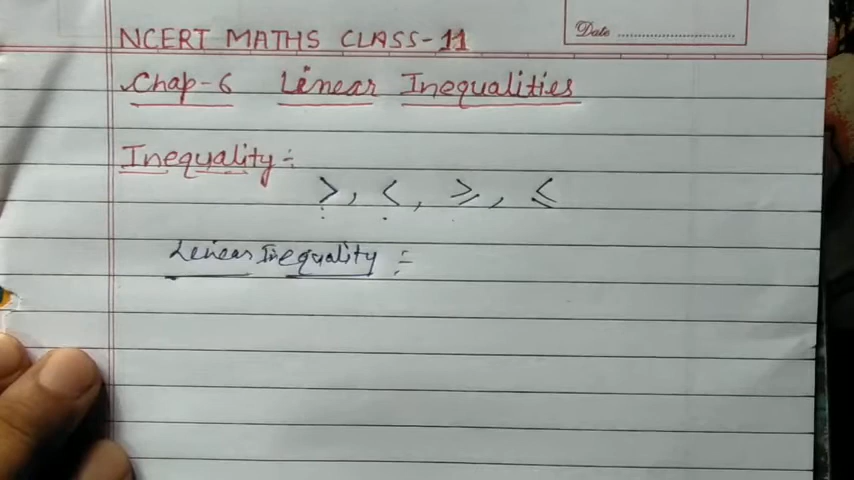 Date ................................
NCERT MATHS CLASS-11
Chap-6 Linear Inequalities
Inequality :-
>, <, ≥, ≤
Linear Inequality :-